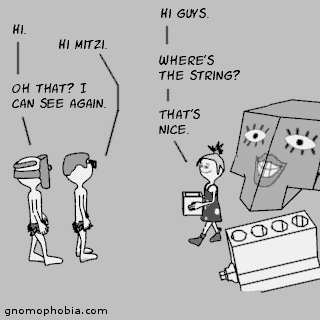 HI.
HI MITZI.
OH THAT? I
CAN SEE AGAIN.
HI GUYS.
WHERE'S
THE STRING?
THAT'S
NICE.
gnomophobia.com